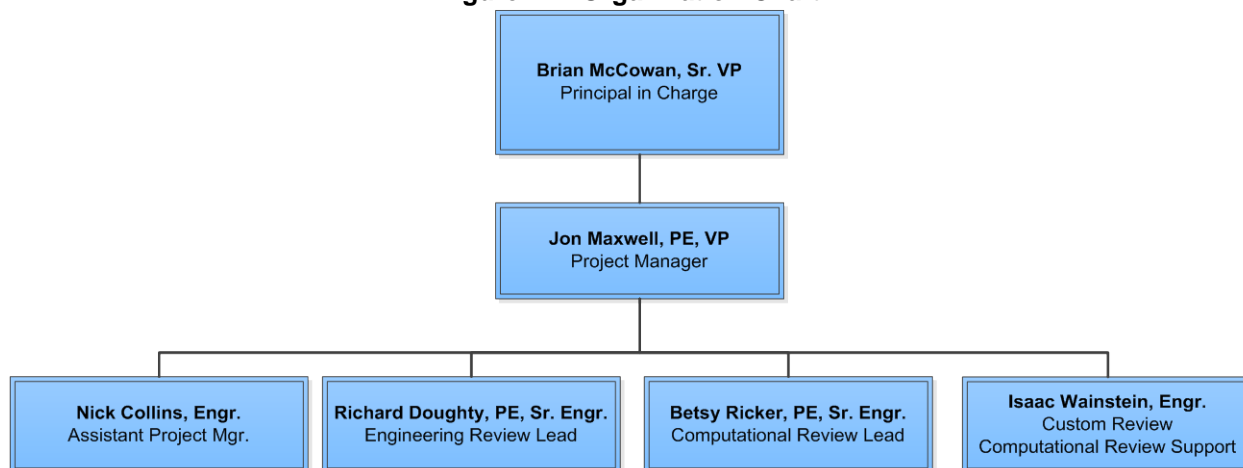 Brian McCowan, Sr. VP
Principal in Charge
Jon Maxwell, PE, VP
Project Manager
Nick Collins, Engr.
Assistant Project Mgr.
Richard Doughty, PE, Sr. Engr.
Engineering Review Lead
Betsy Ricker, PE, Sr. Engr.
Computational Review Lead
Isaac Wainstein, Engr.
Custom Review
Computational Review Support